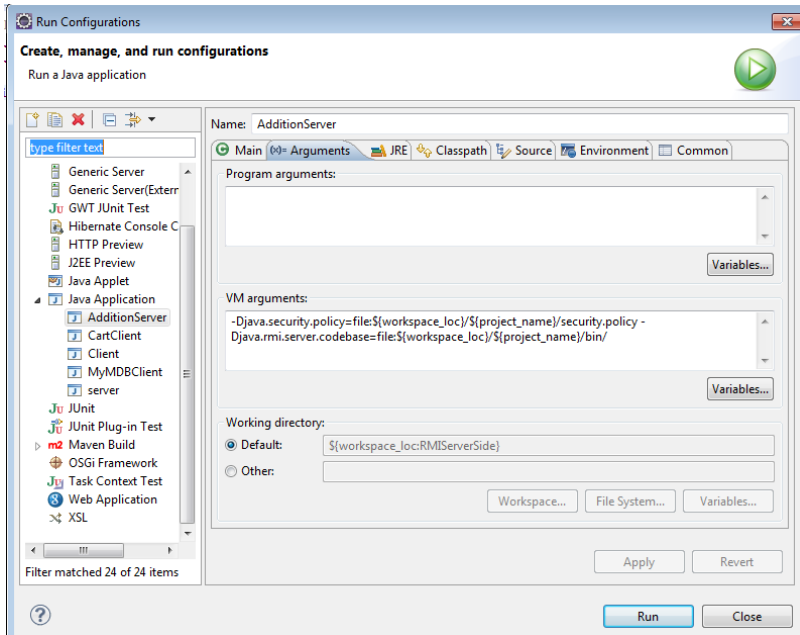 Run Configurations
Create, manage, and run configurations
Run a Java application
type filter text
Generic Server
Generic Server(Extern
Ju GWT JUnit Test
Hibernate Console C
HTTP Preview
J2EE Preview
Java Applet
Java Application
AdditionServer
CartClient
Client
MyMDBClient
server
Ju JUnit
JUnit Plug-in Test
m2 Maven Build
OSGi Framework
Task Context Test
Web Application
XSL
Filter matched 24 of 24 items
Name: AdditionServer
Main (x)= Arguments JRE Classpath Source Environment Common
Program arguments:
Variables...
VM arguments:
-Djava.security.policy=file:${workspace_loc}/${project_name}/security.policy -
Djava.rmi.server.codebase=file:${workspace_loc}/${project_name}/bin/
Variables...
Working directory:
Default: ${workspace_loc:RMIServerSide}
Other:
Workspace... File System... Variables...
Apply Revert
Run Close